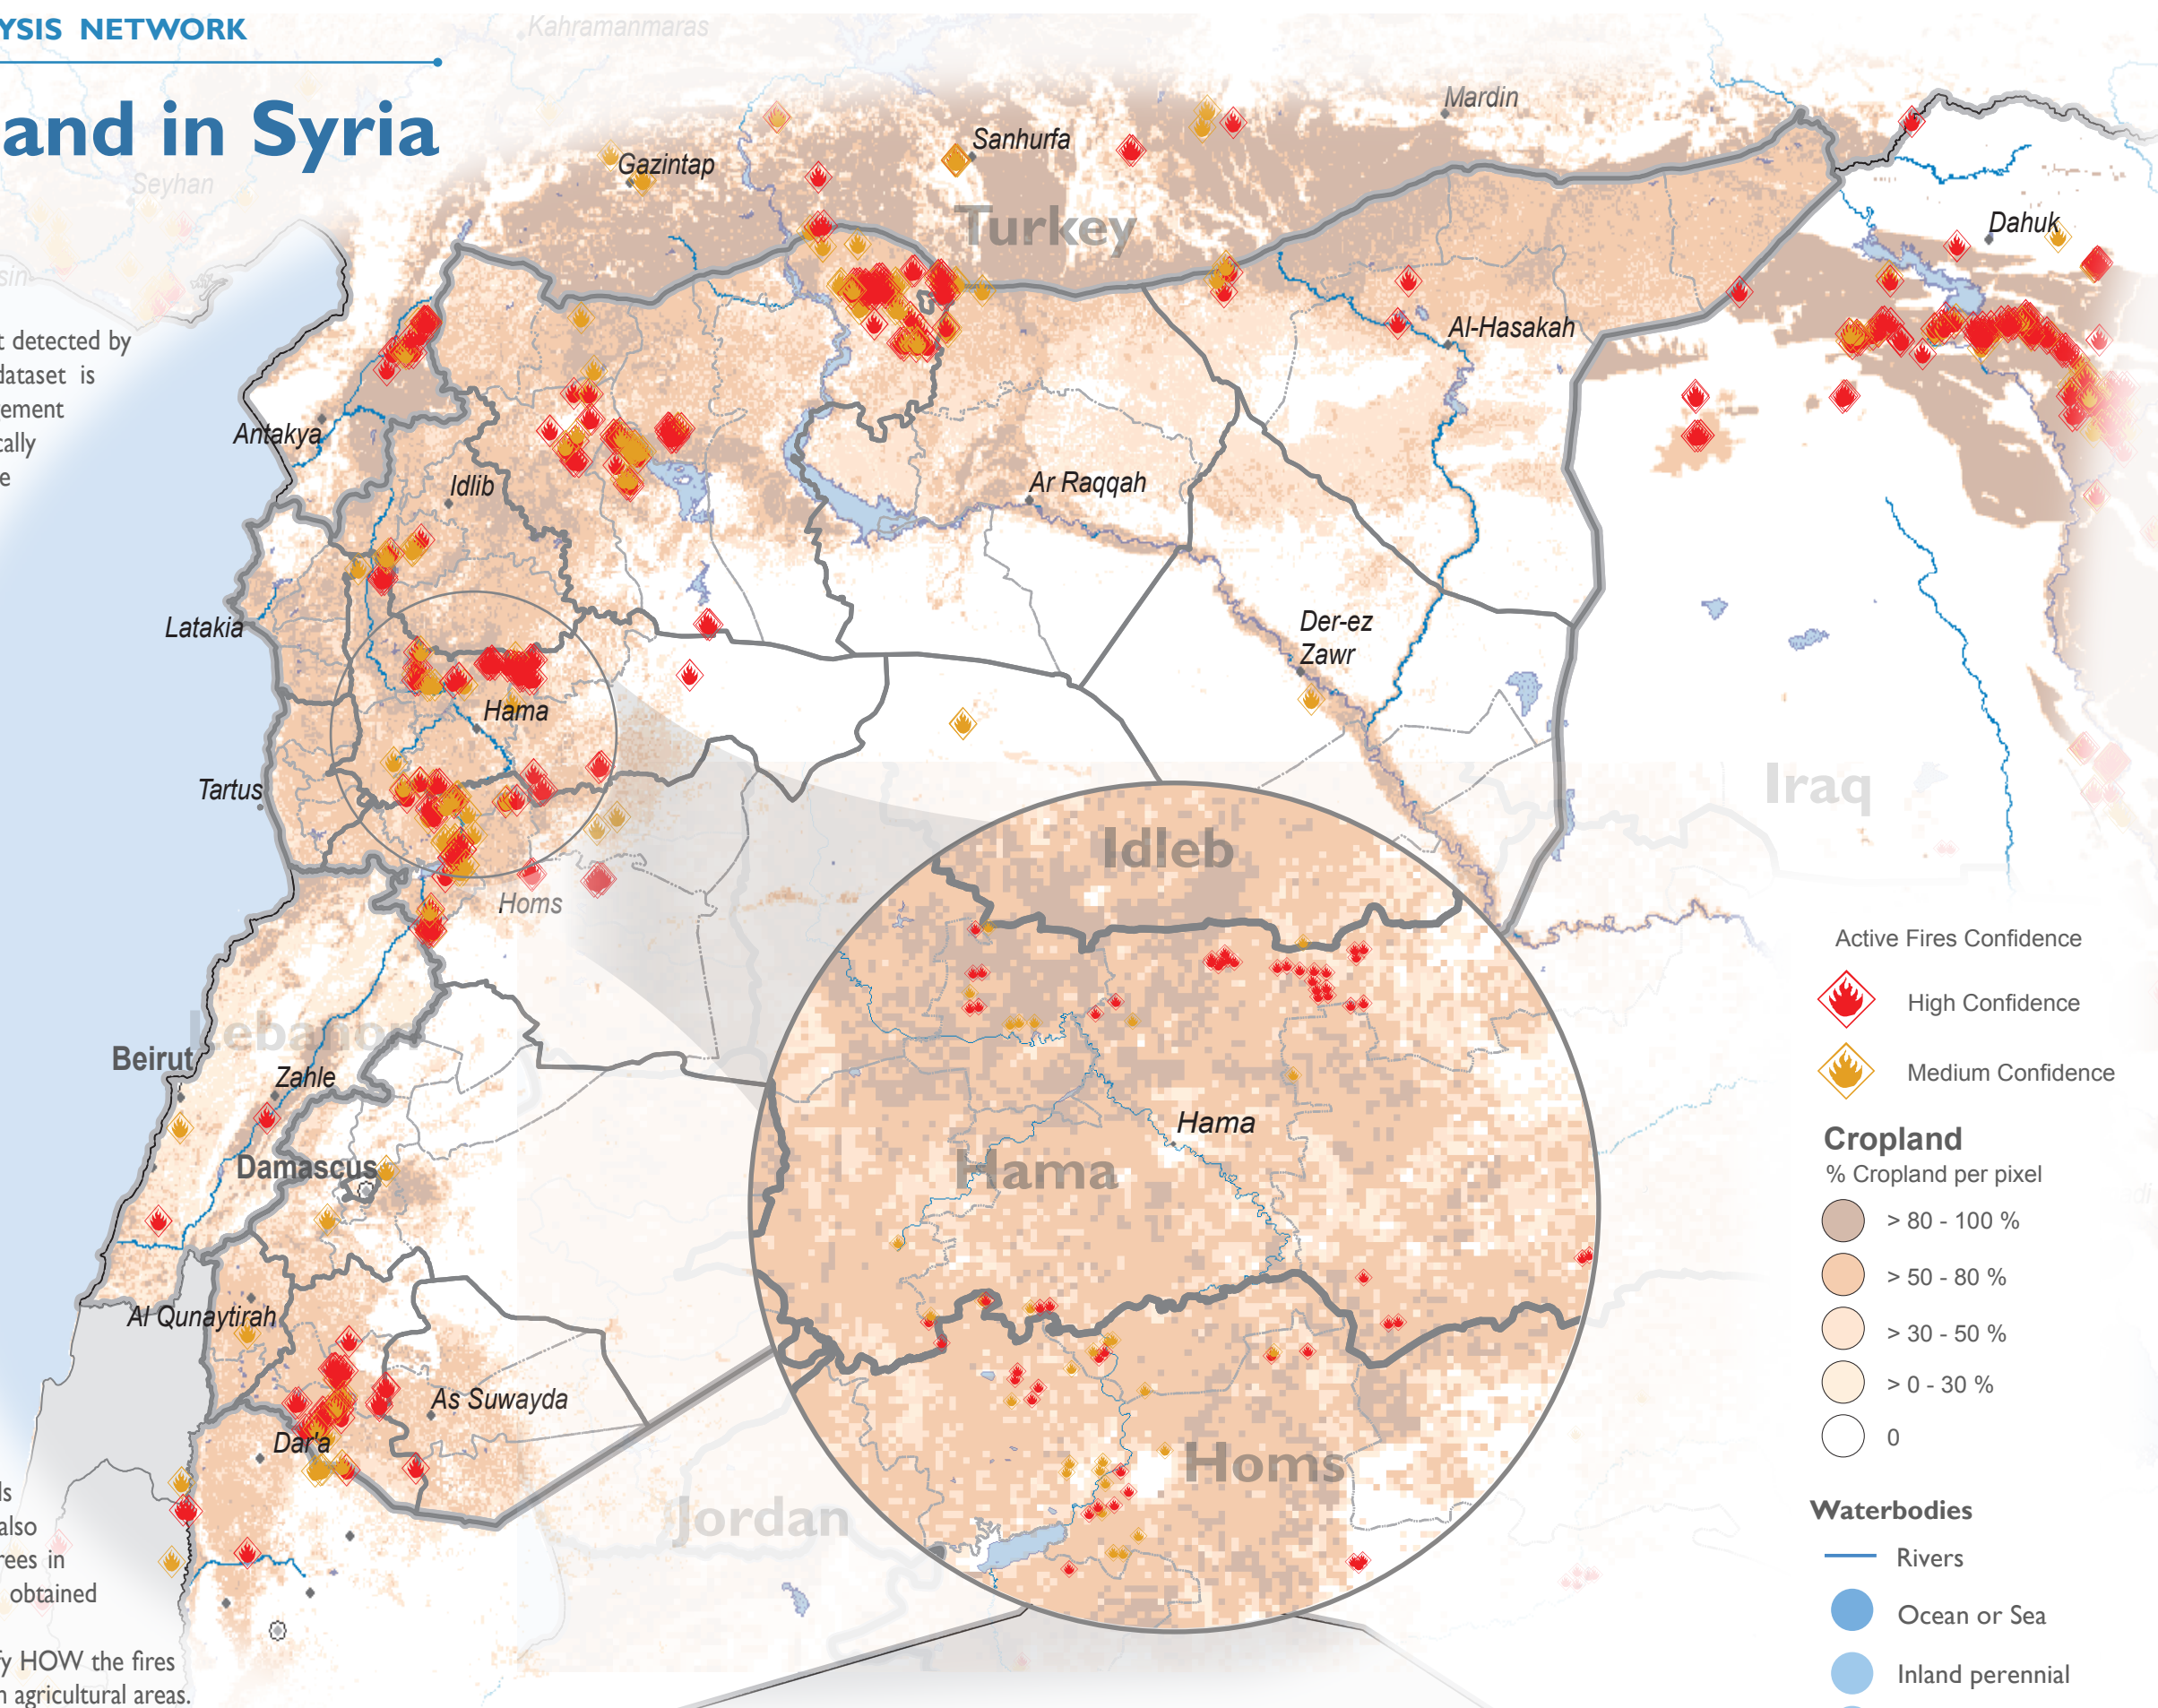 YSIS NETWORK
and in Syria
Kahramanmaras
Seyhan
sin
Gazintap
Sanhurfa
Mardin
Turkey
Dahuk
t detected by
dataset is
ement
cally
e
Antakya
Idlib
Al-Hasakah
Ar Raqqah
Latakia
Der-ez
Zawr
Hama
Tartus
Iraq
Homs
Lebanon
Beirut
Zahle
Damascus
Al Qunaytirah
As Suwayda
Dar'a
Jordan
Idleb
Hama
Hama
Homs
ls
also
rees in
obtained
fy HOW the fires
n agricultural areas.
Active Fires Confidence
High Confidence
Medium Confidence
Cropland
% Cropland per pixel
> 80 - 100 %
> 50 - 80 %
> 30 - 50 %
> 0 - 30 %
0
Waterbodies
Rivers
Ocean or Sea
Inland perennial